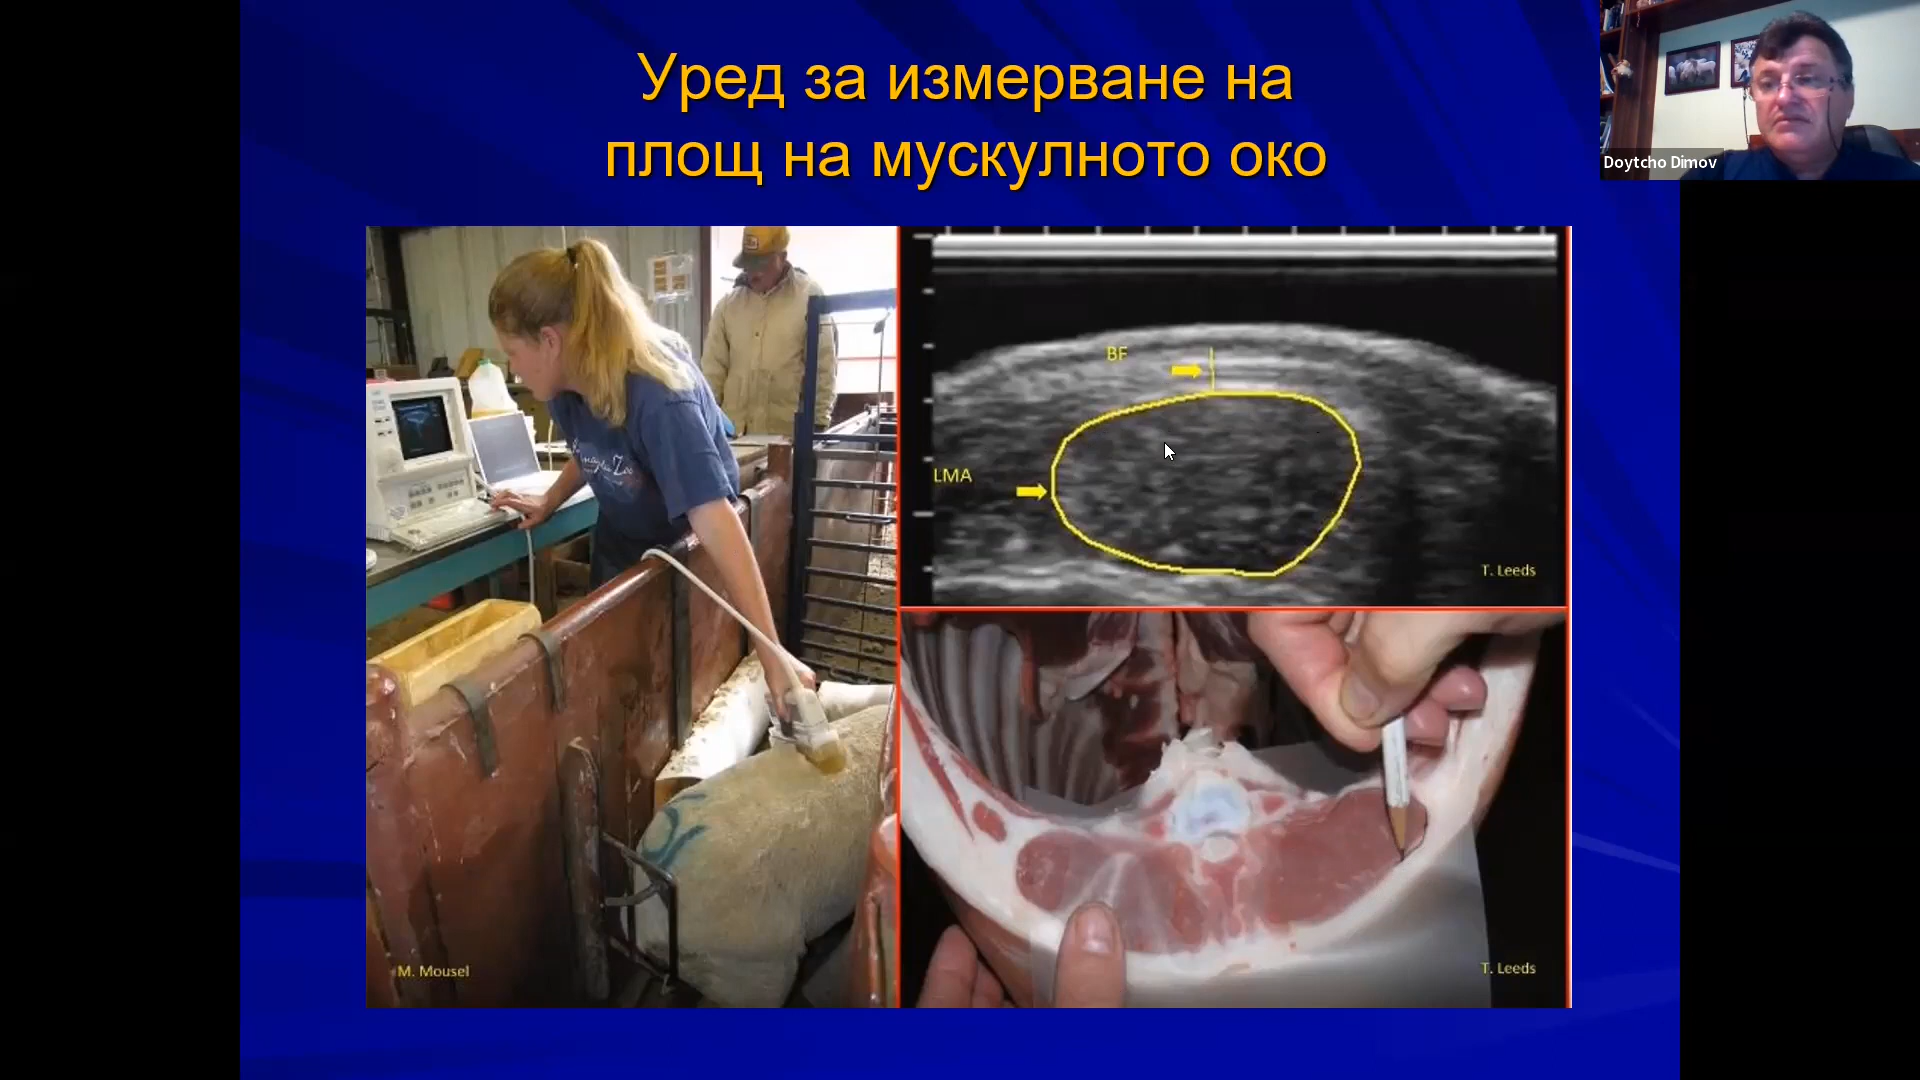 Уред за измерване на
площ на мускулното око
Doytcho Dimov
BF
LMA
T. Leeds
M. Mousel
T. Leeds